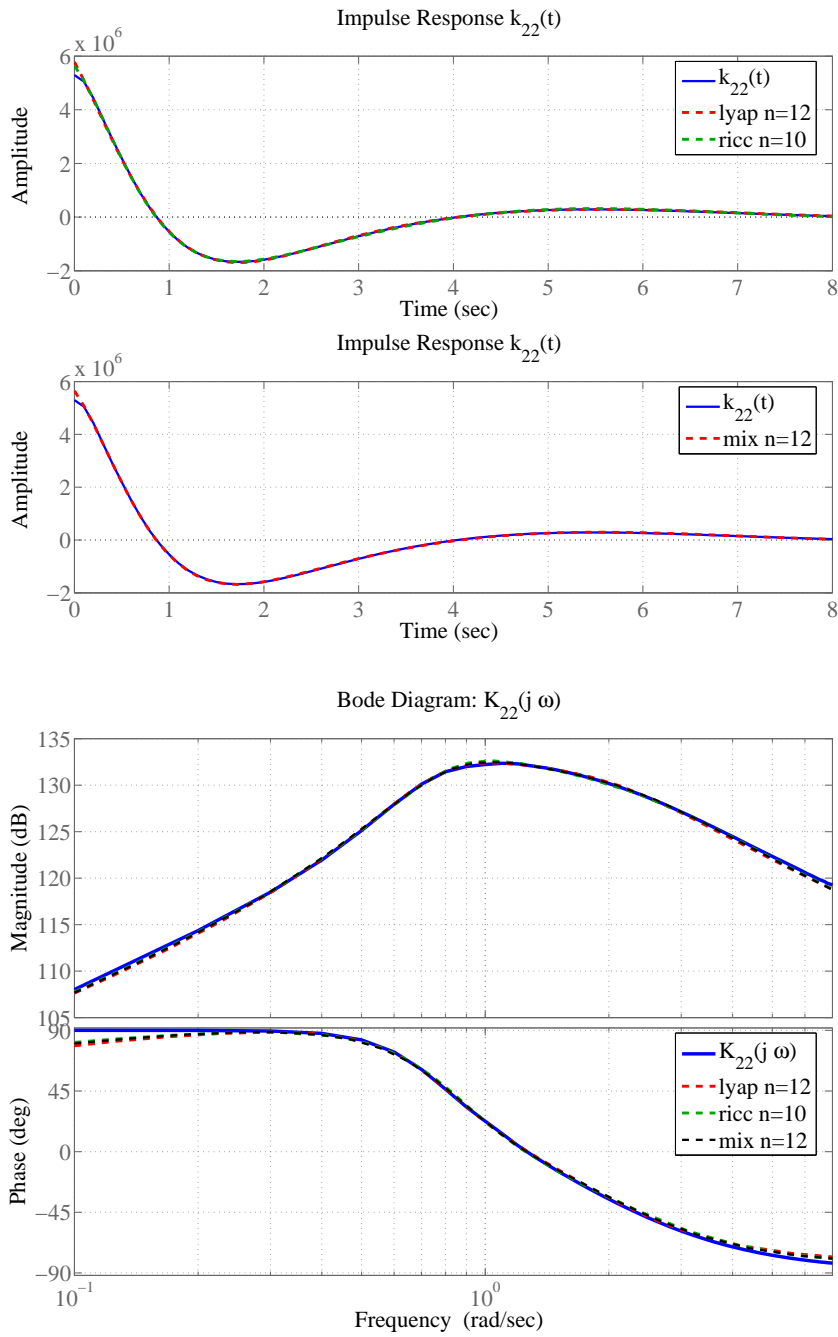 Impulse Response k22(t)
x 10^6
6
4
2
0
−2
Amplitude
k22(t)
lyap n=12
ricc n=10
0 1 2 3 4 5 6 7 8
Time (sec)
Impulse Response k22(t)
x 10^6
6
4
2
0
−2
Amplitude
k22(t)
mix n=12
0 1 2 3 4 5 6 7 8
Time (sec)
Bode Diagram: K22(j ω)
135
130
125
120
115
110
105
Magnitude (dB)
90
45
0
−45
−90
Phase (deg)
K22(j ω)
lyap n=12
ricc n=10
mix n=12
10^−1 10^0
Frequency (rad/sec)